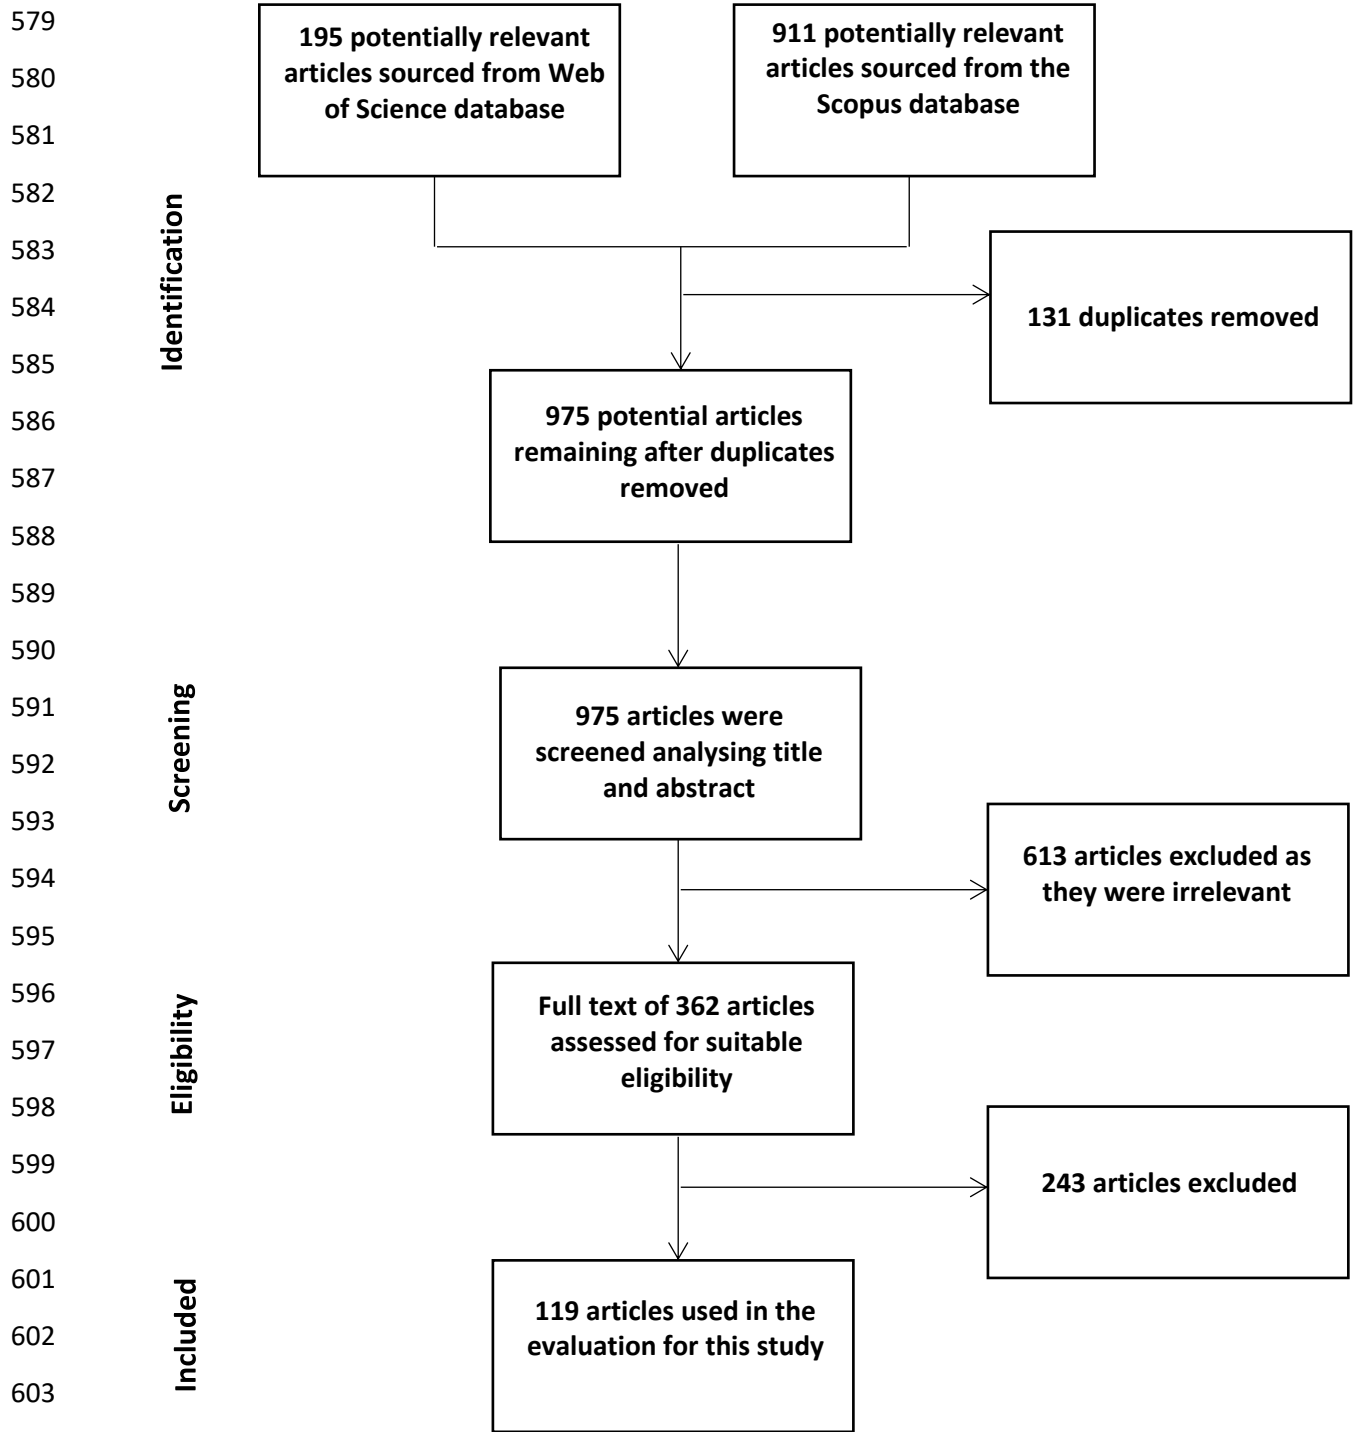 579
580
581
582
583
584
585
586
587
588
589
590
591
592
593
594
595
596
597
598
599
600
601
602
603
Identification
Screening
Eligibility
Included
195 potentially relevant
articles sourced from Web
of Science database
911 potentially relevant
articles sourced from the
Scopus database
131 duplicates removed
975 potential articles
remaining after duplicates
removed
975 articles were
screened analysing title
and abstract
613 articles excluded as
they were irrelevant
Full text of 362 articles
assessed for suitable
eligibility
243 articles excluded
119 articles used in the
evaluation for this study